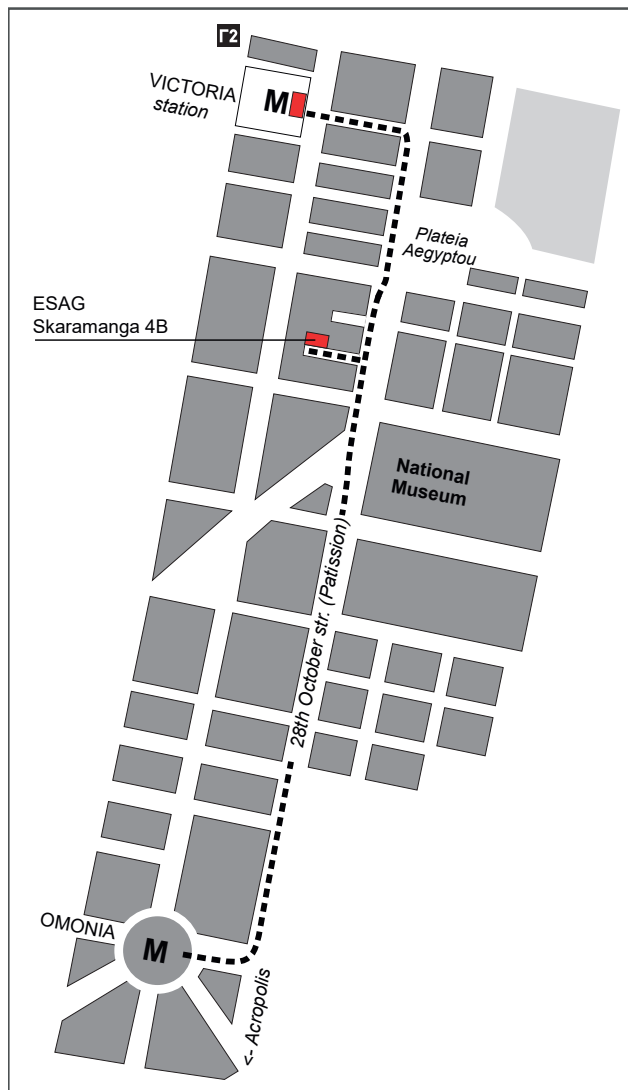 Γ2
VICTORIA
station
M
Plateia
Aegyptou
ESAG
Skaramanga 4B
National
Museum
28th October str. (Patission)
OMONIA
M
<- Acropolis